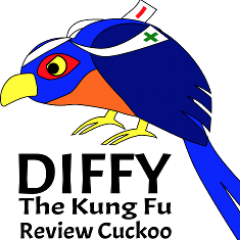 DIFFY
The Kung Fu
Review Cuckoo